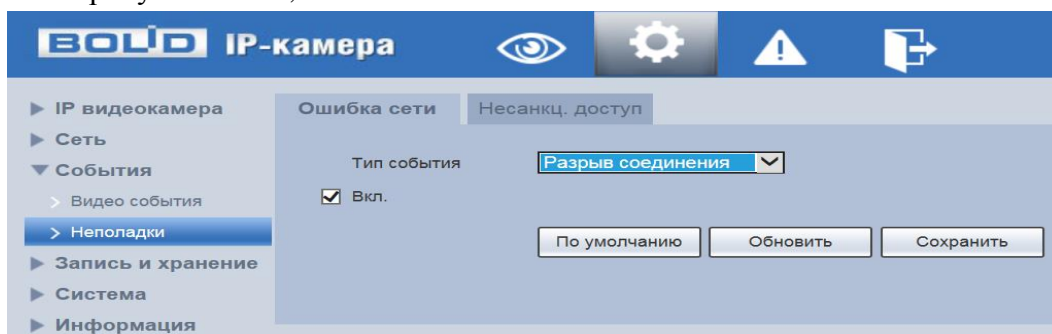 BOLID IP-камера
IP видеокамера
Сеть
События
Видео события
Неполадки
Запись и хранение
Система
Информация
Ошибка сети Несанкц. доступ
Тип события Разрыв соединения
Вкл.
По умолчанию Обновить Сохранить